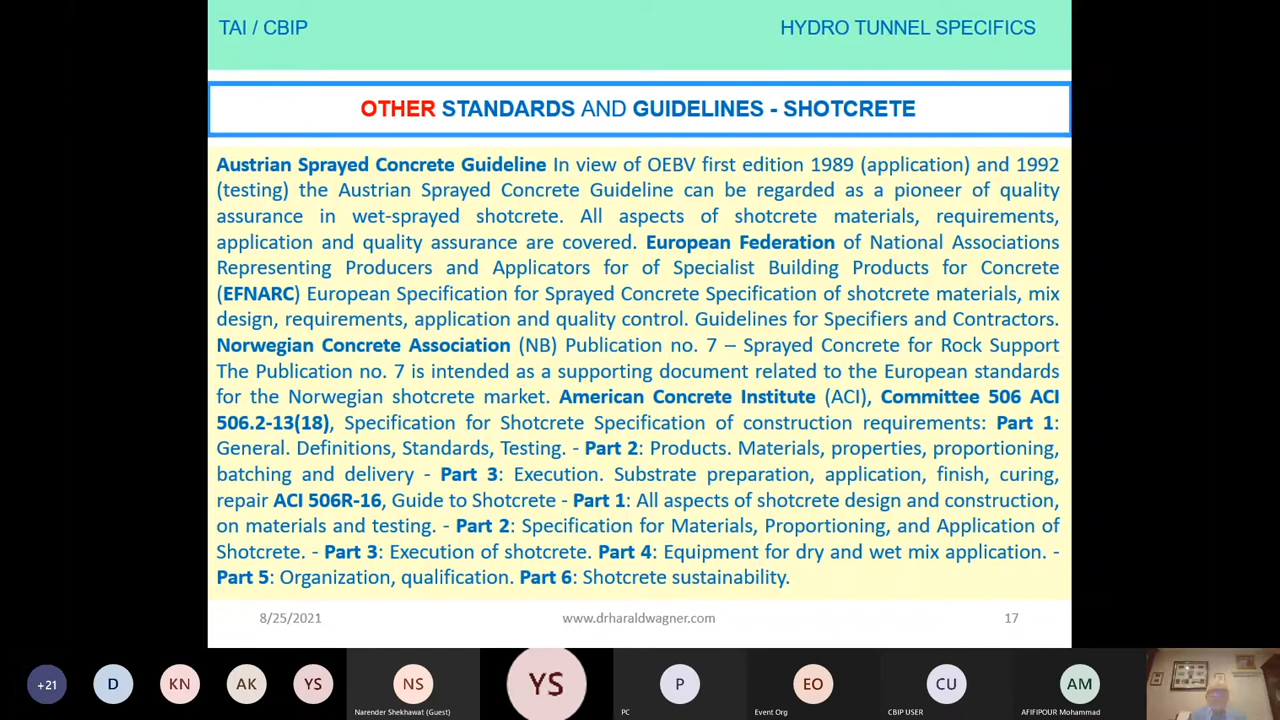 TAI / CBIP
HYDRO TUNNEL SPECIFICS
OTHER STANDARDS AND GUIDELINES - SHOTCRETE
Austrian Sprayed Concrete Guideline In view of OEBV first edition 1989 (application) and 1992
(testing) the Austrian Sprayed Concrete Guideline can be regarded as a pioneer of quality
assurance in wet-sprayed shotcrete. All aspects of shotcrete materials, requirements,
application and quality assurance are covered. European Federation of National Associations
Representing Producers and Applicators for of Specialist Building Products for Concrete
(EFNARC) European Specification for Sprayed Concrete Specification of shotcrete materials, mix
design, requirements, application and quality control. Guidelines for Specifiers and Contractors.
Norwegian Concrete Association (NB) Publication no. 7 – Sprayed Concrete for Rock Support
The Publication no. 7 is intended as a supporting document related to the European standards
for the Norwegian shotcrete market. American Concrete Institute (ACI), Committee 506 ACI
506.2-13(18), Specification for Shotcrete Specification of construction requirements: Part 1:
General. Definitions, Standards, Testing. - Part 2: Products. Materials, properties, proportioning,
batching and delivery - Part 3: Execution. Substrate preparation, application, finish, curing,
repair ACI 506R-16, Guide to Shotcrete - Part 1: All aspects of shotcrete design and construction,
on materials and testing. - Part 2: Specification for Materials, Proportioning, and Application of
Shotcrete. - Part 3: Execution of shotcrete. Part 4: Equipment for dry and wet mix application. -
Part 5: Organization, qualification. Part 6: Shotcrete sustainability.
8/25/2021
www.drharaldwagner.com
17
+21
D
KN
AK
YS
NS
YS
P
EO
CU
AM
Narender Shekhawat (Guest)
PC
Event Org
CBIP USER
AFIFIPOUR Mohammad